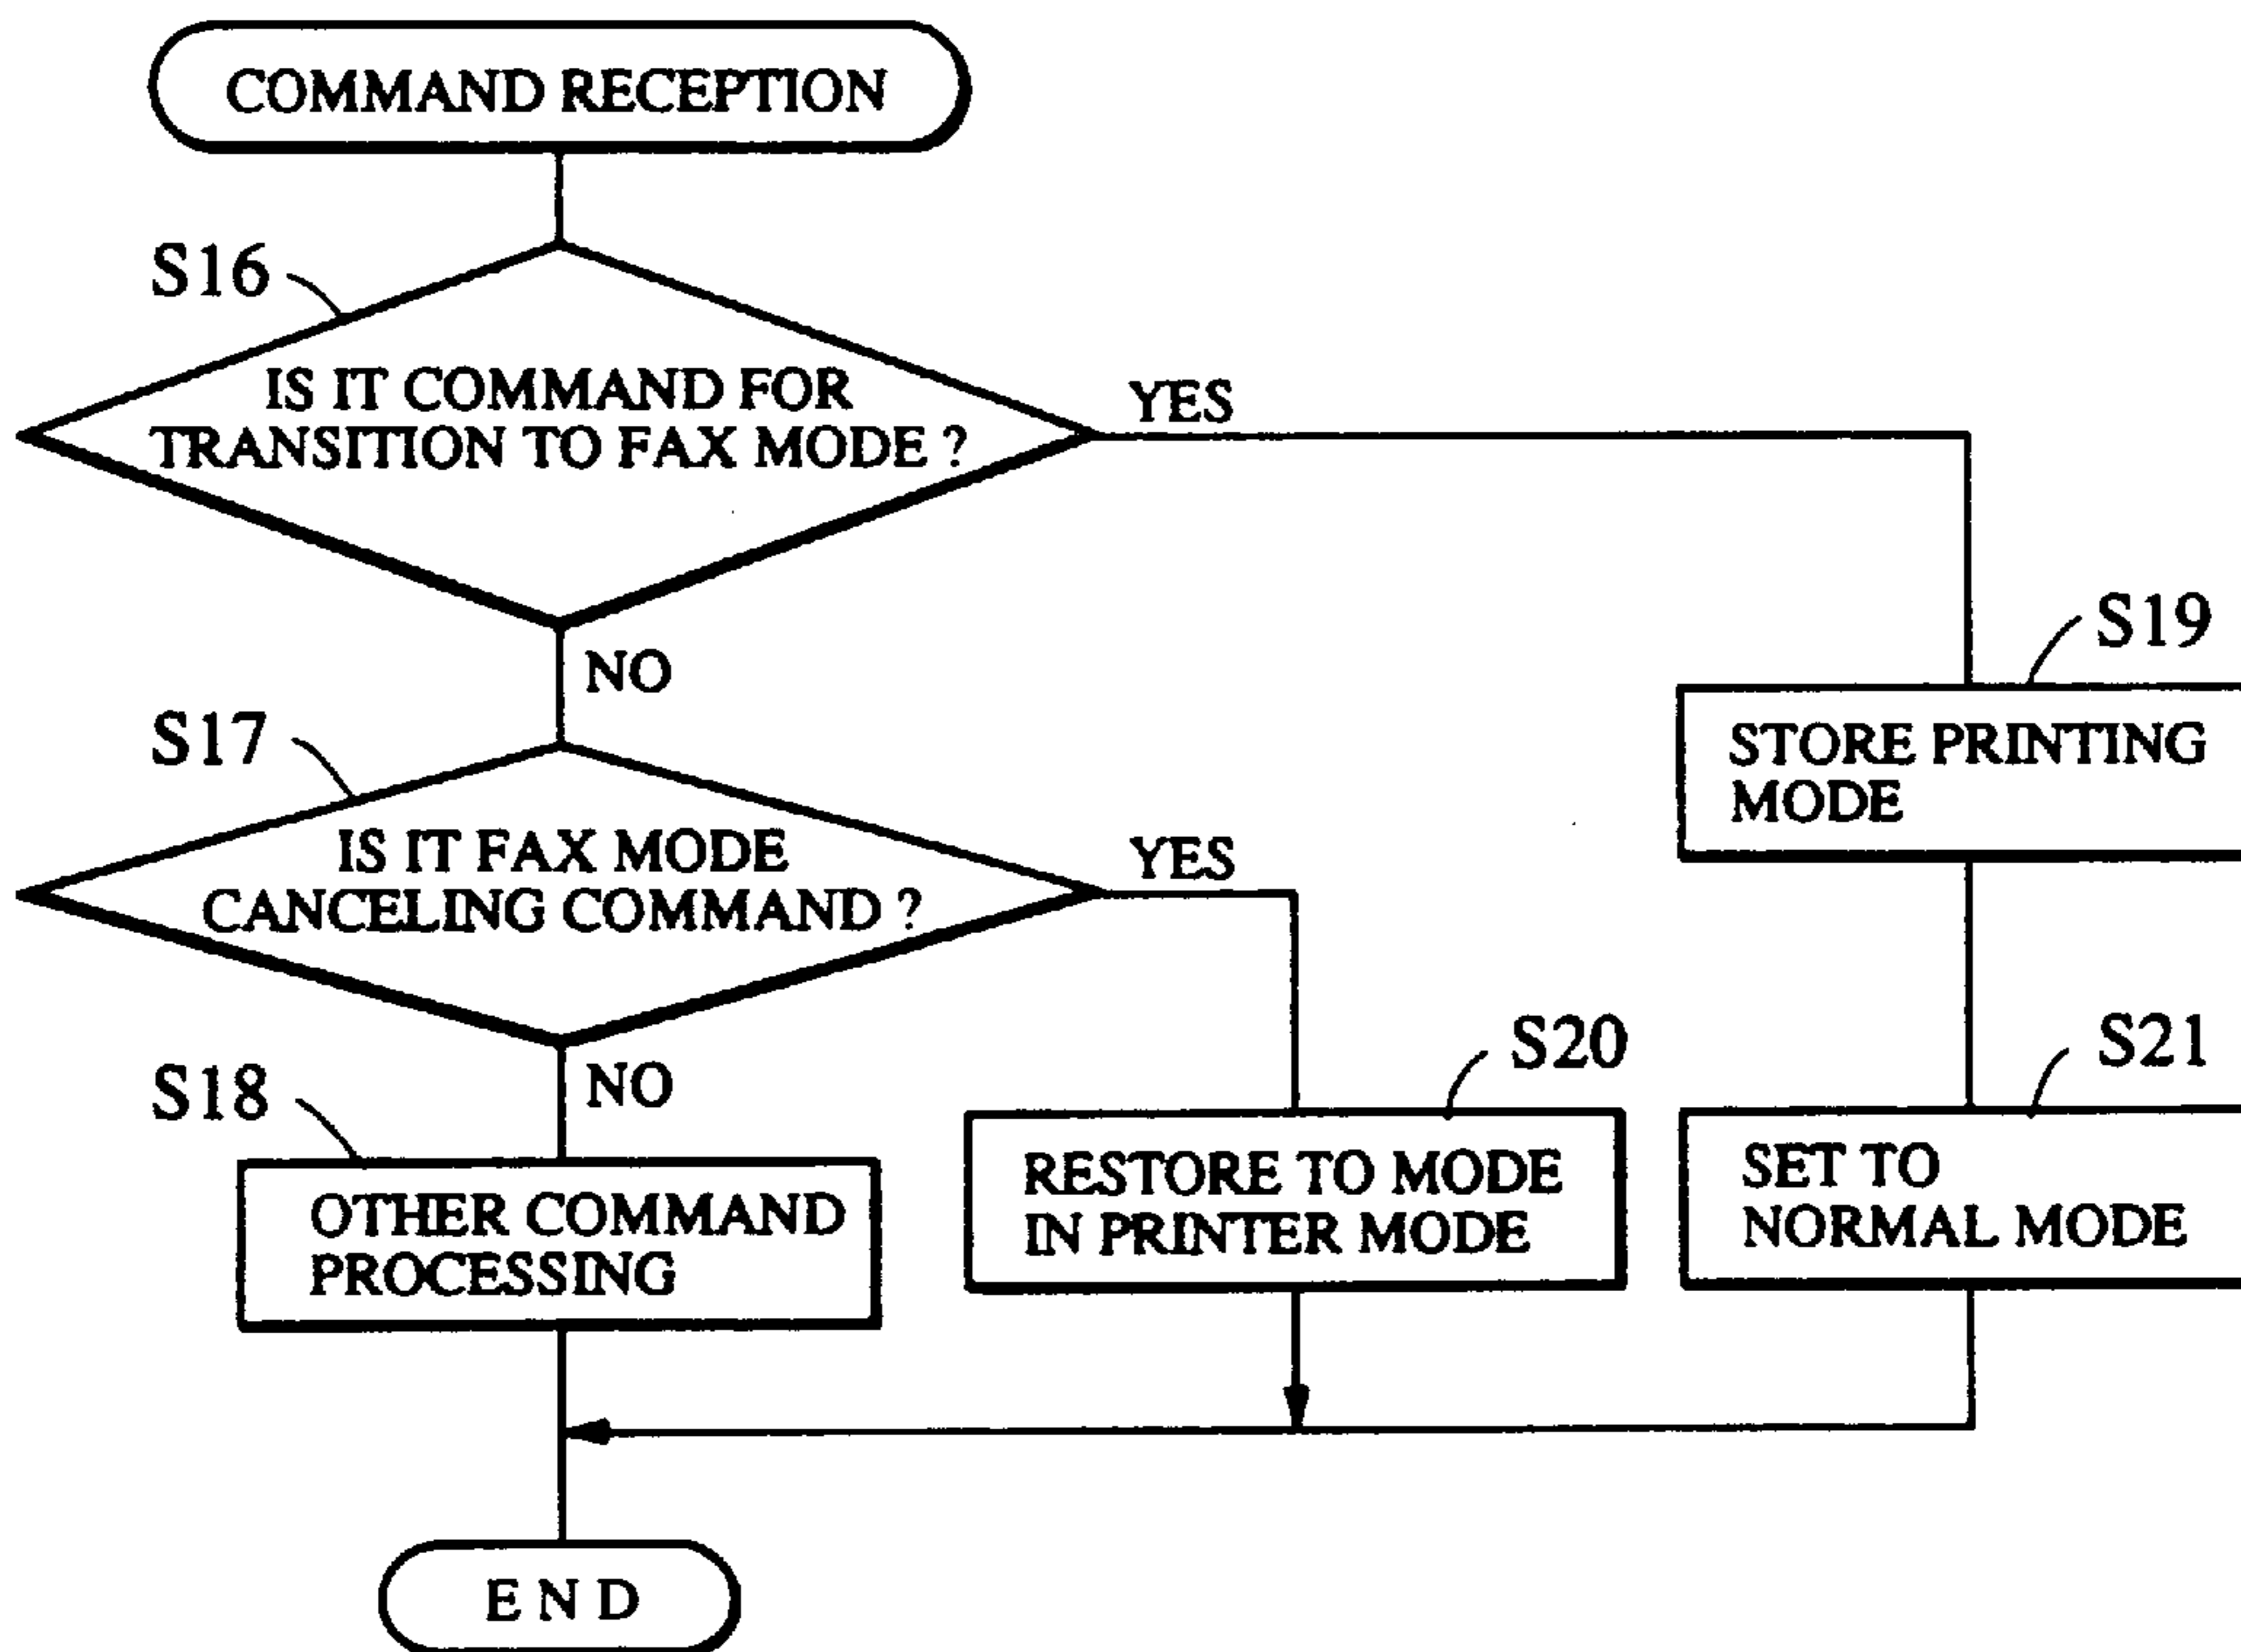 COMMAND RECEPTION
S16
IS IT COMMAND FOR
TRANSITION TO FAX MODE ?
YES
NO
S19
STORE PRINTING
MODE
S17
IS IT FAX MODE
CANCELING COMMAND ?
YES
NO
S18
OTHER COMMAND
PROCESSING
S20
RESTORE TO MODE
IN PRINTER MODE
S21
SET TO
NORMAL MODE
END